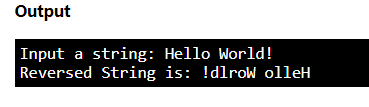 Output
Input a string: Hello World!
Reversed String is: !dlroW olleH